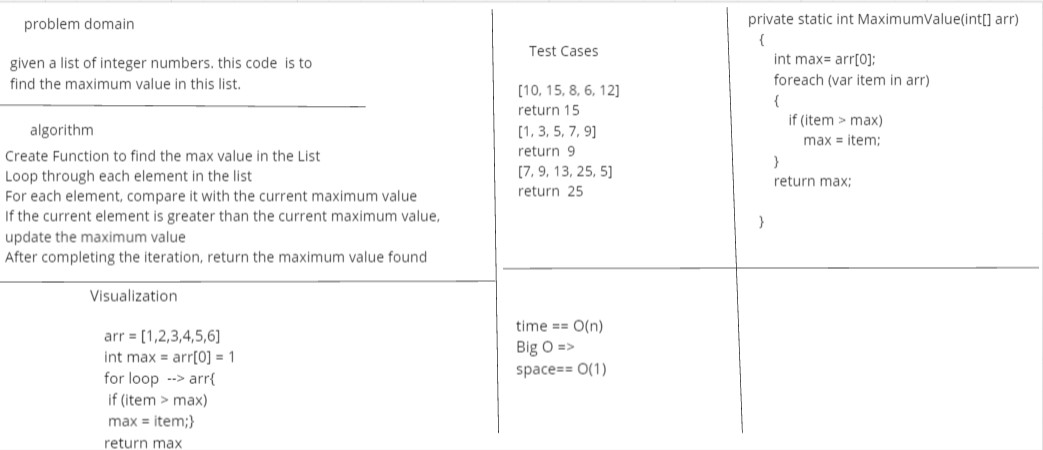 problem domain
given a list of integer numbers. this code is to
find the maximum value in this list.
algorithm
Create Function to find the max value in the List
Loop through each element in the list
For each element, compare it with the current maximum value
If the current element is greater than the current maximum value,
update the maximum value
After completing the iteration, return the maximum value found
Visualization
arr = [1,2,3,4,5,6]
int max = arr[0] = 1
for loop --> arr{
if (item > max)
max = item;}
return max
Test Cases
[10, 15, 8, 6, 12]
return 15
[1, 3, 5, 7, 9]
return 9
[7, 9, 13, 25, 5]
return 25
time == O(n)
Big O =>
space== O(1)
private static int MaximumValue(int[] arr)
{
int max= arr[0];
foreach (var item in arr)
{
if (item > max)
max = item;
}
return max;
}